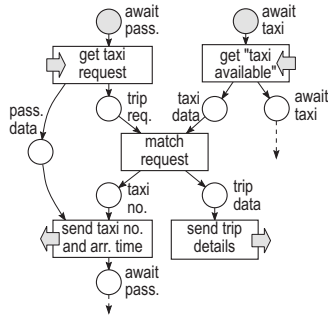 await
pass.
await
taxi
get taxi
request
get "taxi
available"
pass.
data
trip
req.
taxi
data
await
taxi
match
request
taxi
no.
trip
data
send taxi no.
and arr. time
send trip
details
await
pass.